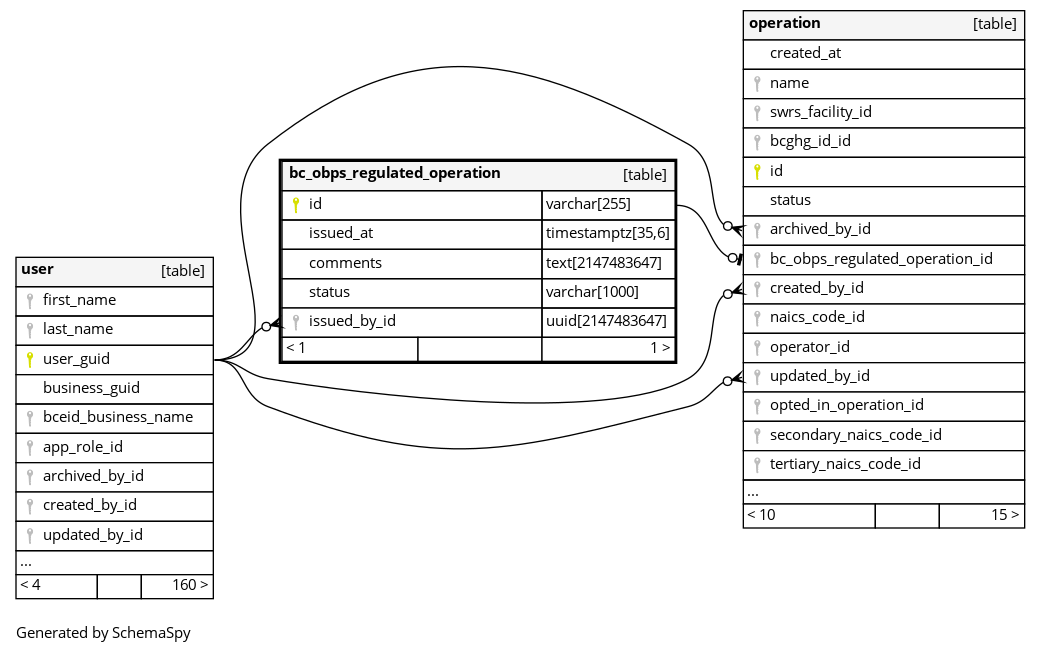 user [table]
first_name
last_name
user_guid
business_guid
bceid_business_name
app_role_id
archived_by_id
created_by_id
updated_by_id
...
< 4 160 >
bc_obps_regulated_operation [table]
id varchar[255]
issued_at timestamptz[35,6]
comments text[2147483647]
status varchar[1000]
issued_by_id uuid[2147483647]
< 1 1 >
operation [table]
created_at
name
swrs_facility_id
bcghg_id_id
id
status
archived_by_id
bc_obps_regulated_operation_id
created_by_id
naics_code_id
operator_id
updated_by_id
opted_in_operation_id
secondary_naics_code_id
tertiary_naics_code_id
...
< 10 15 >
Generated by SchemaSpy